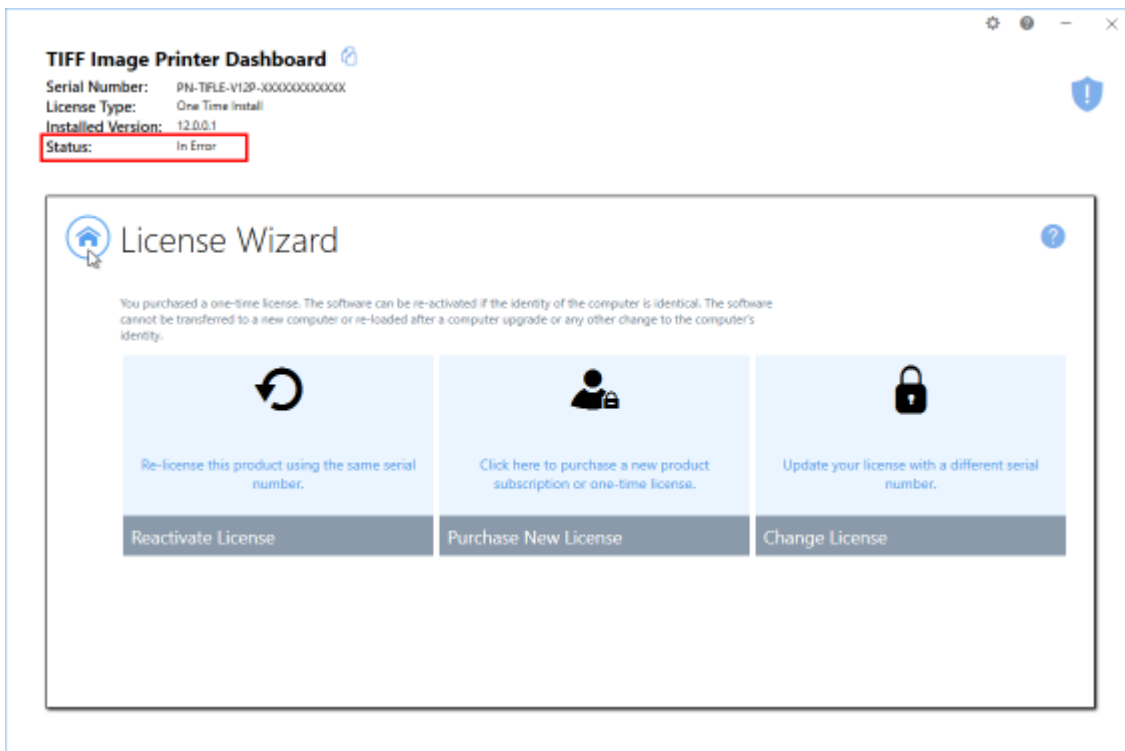 TIFF Image Printer Dashboard
Serial Number: PN-TIFLE-V12P-XXXXXXXXXXXX
License Type: One Time Install
Installed Version: 12.0.0.1
Status: In Error
License Wizard
You purchased a one-time license. The software can be re-activated if the identity of the computer is identical. The software
cannot be transferred to a new computer or re-loaded after a computer upgrade or any other change to the computer's
identity.
Re-license this product using the same serial
number.
Reactivate License
Click here to purchase a new product
subscription or one-time license.
Purchase New License
Update your license with a different serial
number.
Change License